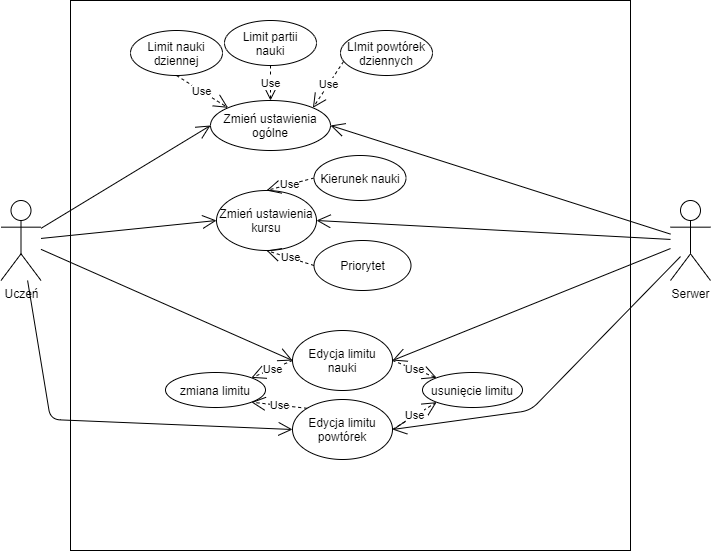 Limit nauki
dziennej
Limit partii
nauki
LImit powtórek
dziennych
Use
Use
Use
Zmień ustawienia
ogólne
Use
Kierunek nauki
Zmień ustawienia
kursu
Use
Priorytet
Uczeń
Serwer
Edycja limitu
nauki
Use
Use
zmiana limitu
usunięcie limitu
Use
Use
Edycja limitu
powtórek